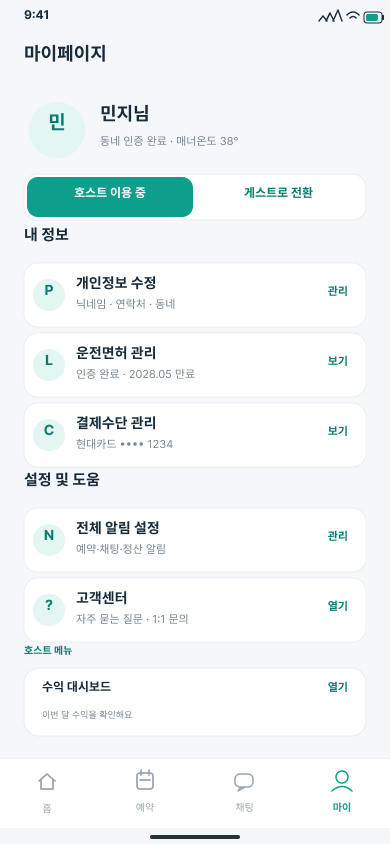 9:41
마이페이지
민
민지님
동네 인증 완료 · 매너온도 38°
호스트 이용 중
게스트로 전환
내 정보
P
개인정보 수정
닉네임 · 연락처 · 동네
관리
L
운전면허 관리
인증 완료 · 2028.05 만료
보기
C
결제수단 관리
현대카드 •••• 1234
보기
설정 및 도움
N
전체 알림 설정
예약·채팅·정산 알림
관리
?
고객센터
자주 묻는 질문 · 1:1 문의
열기
호스트 메뉴
수익 대시보드
열기
이번 달 수익을 확인해요
홈
예약
채팅
마이